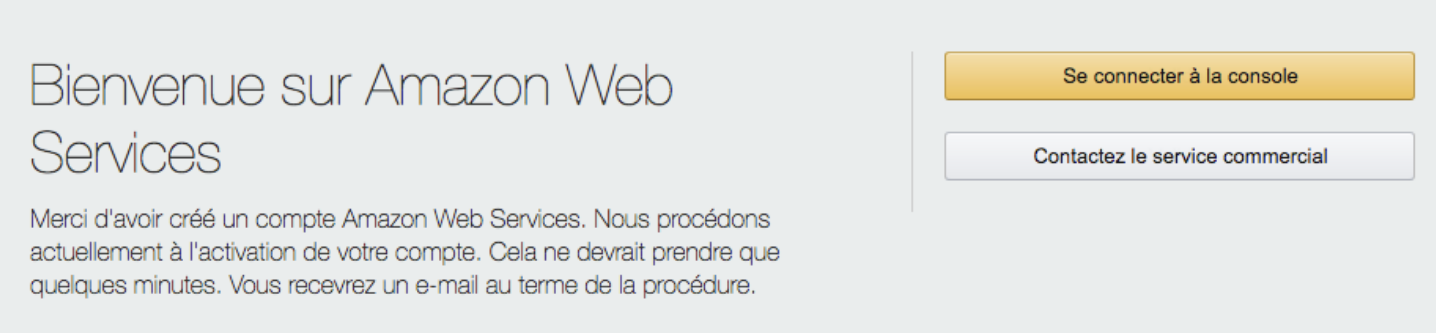 Bienvenue sur Amazon Web
Services
Merci d'avoir créé un compte Amazon Web Services. Nous procédons
actuellement à l'activation de votre compte. Cela ne devrait prendre que
quelques minutes. Vous recevrez un e-mail au terme de la procédure.
Se connecter à la console
Contactez le service commercial